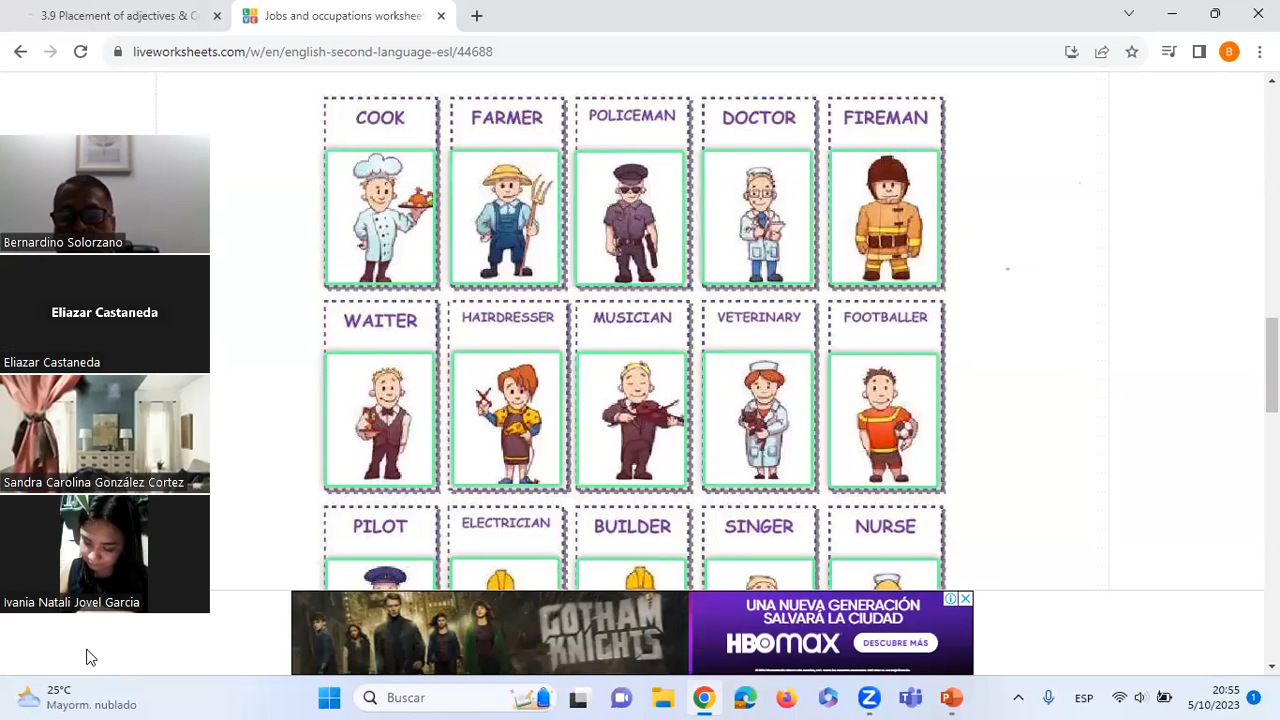 3.9 Placement of adjectives & C
Jobs and occupations workshee
liveworksheets.com/w/en/english-second-language-esl/44688
B
COOK
FARMER
POLICEMAN
DOCTOR
FIREMAN
WAITER
HAIRDRESSER
MUSICIAN
VETERINARY
FOOTBALLER
PILOT
ELECTRICIAN
BUILDER
SINGER
NURSE
Bernardino Solorzano
Eliazar Castaneda
Eliazar Castaneda
Sandra Carolina González Cortez
Ivania Natali Jovel García
GOTHAM
KNIGHTS
UNA NUEVA GENERACIÓN
SALVARÁ LA CIUDAD
HBOmax
DESCUBRE MÁS
25°C
Mayorm. nublado
Buscar
ESP
20:55
5/10/2023
1